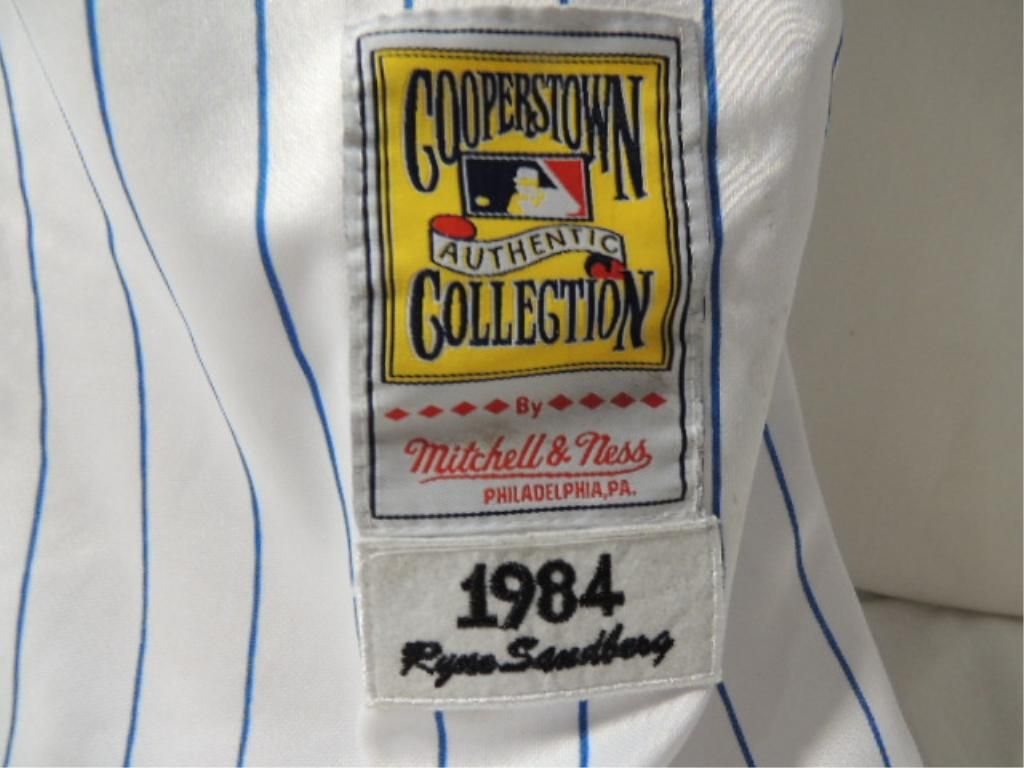 COOPERSTOWN
AUTHENTIC
COLLECTION
By
Mitchell & Ness
PHILADELPHIA, PA.
1984
Ryne Sandberg